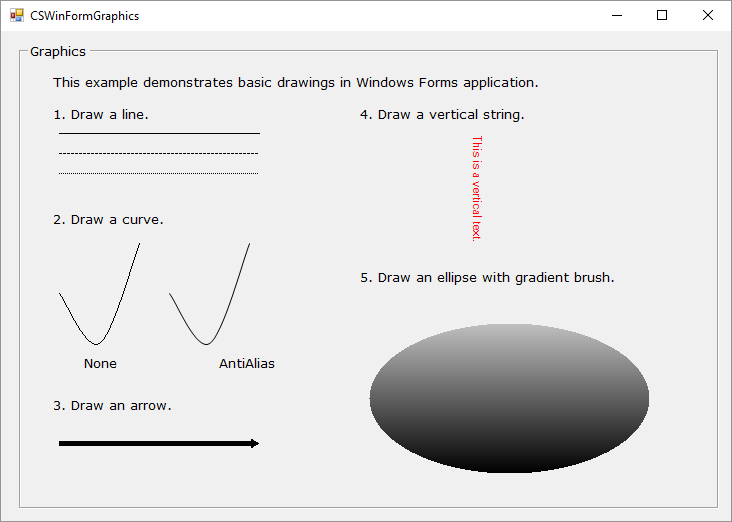 CSWinFormGraphics
Graphics
This example demonstrates basic drawings in Windows Forms application.
1. Draw a line.
2. Draw a curve.
None
AntiAlias
3. Draw an arrow.
4. Draw a vertical string.
This is a vertical text.
5. Draw an ellipse with gradient brush.